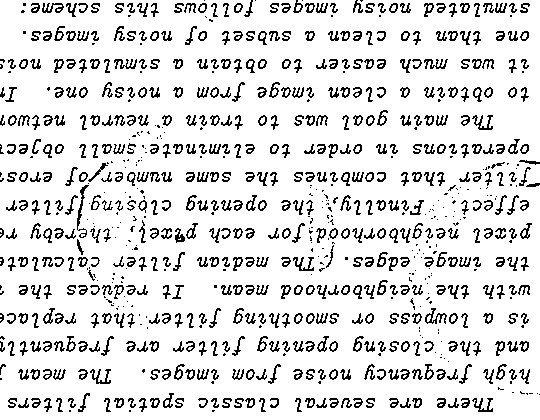 There are several classic spatial filters
high frequency noise from images. The mean
and the closing opening filter are frequently
is a lowpass or smoothing filter that replace
with the neighborhood mean. It reduces the
the image edges. The median filter calculate
pixel neighborhood for each pixel, thereby re
effect. Finally, the opening closing filter
filter that combines the same number of erosi
operations in order to eliminate small objec
The main goal was to train a neural networ
to obtain a clean image from a noisy one. In
it was much easier to obtain a simulated nois
one than to clean a subset of noisy images.
simulated noisy images follows this scheme: